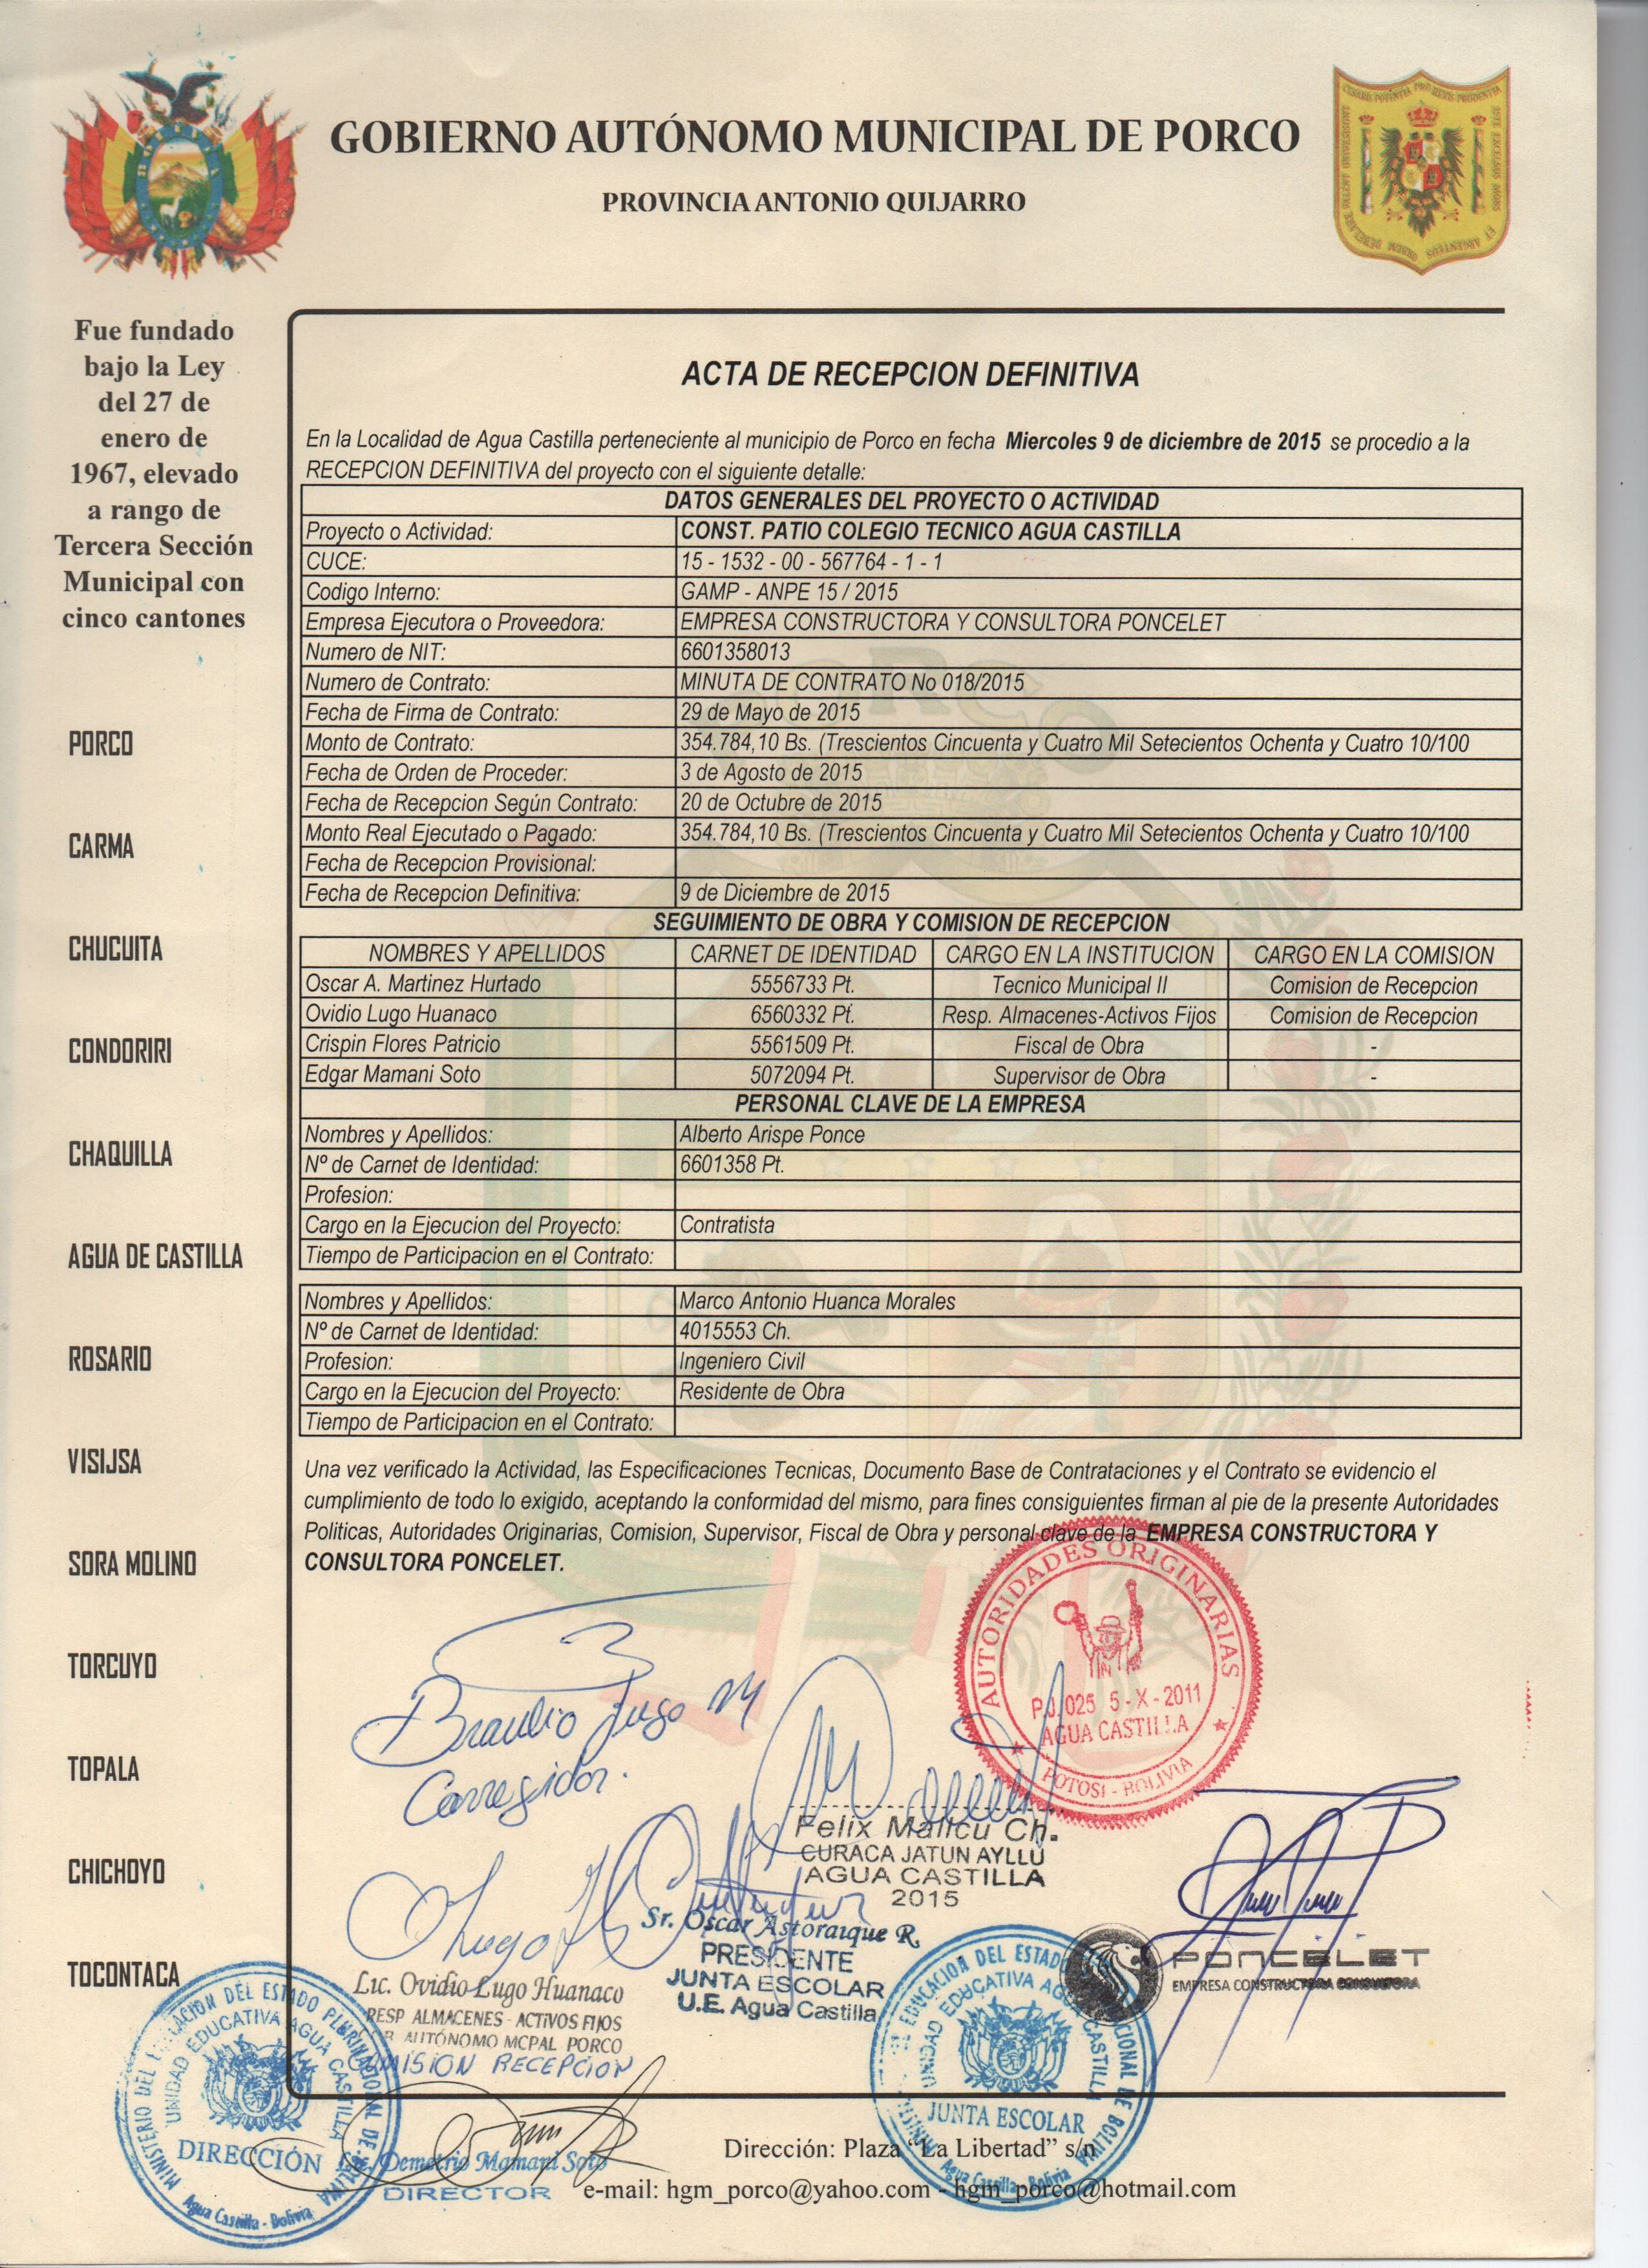 GOBIERNO AUTÓNOMO MUNICIPAL DE PORCO
PROVINCIA ANTONIO QUIJARRO
Fue fundado
bajo la Ley
del 27 de
enero de
1967, elevado
a rango de
Tercera Sección
Municipal con
cinco cantones
PORCO
CARMA
CHUCUITA
CONDORIRI
CHAQUILLA
AGUA DE CASTILLA
ROSARIO
VISIJSA
SORA MOLINO
TORCUYO
TOPALA
CHICHOYO
TOCONTACA
ACTA DE RECEPCION DEFINITIVA
En la Localidad de Agua Castilla perteneciente al municipio de Porco en fecha Miercoles 9 de diciembre de 2015 se procedio a la
RECEPCION DEFINITIVA del proyecto con el siguiente detalle:
DATOS GENERALES DEL PROYECTO O ACTIVIDAD
Proyecto o Actividad: CONST. PATIO COLEGIO TECNICO AGUA CASTILLA
CUCE: 15 - 1532 - 00 - 567764 - 1 - 1
Codigo Interno: GAMP - ANPE 15 / 2015
Empresa Ejecutora o Proveedora: EMPRESA CONSTRUCTORA Y CONSULTORA PONCELET
Numero de NIT: 6601358013
Numero de Contrato: MINUTA DE CONTRATO No 018/2015
Fecha de Firma de Contrato: 29 de Mayo de 2015
Monto de Contrato: 354.784,10 Bs. (Trescientos Cincuenta y Cuatro Mil Setecientos Ochenta y Cuatro 10/100
Fecha de Orden de Proceder: 3 de Agosto de 2015
Fecha de Recepcion Según Contrato: 20 de Octubre de 2015
Monto Real Ejecutado o Pagado: 354.784,10 Bs. (Trescientos Cincuenta y Cuatro Mil Setecientos Ochenta y Cuatro 10/100
Fecha de Recepcion Provisional:
Fecha de Recepcion Definitiva: 9 de Diciembre de 2015
SEGUIMIENTO DE OBRA Y COMISION DE RECEPCION
NOMBRES Y APELLIDOS CARNET DE IDENTIDAD CARGO EN LA INSTITUCION CARGO EN LA COMISION
Oscar A. Martinez Hurtado 5556733 Pt. Tecnico Municipal II Comision de Recepcion
Ovidio Lugo Huanaco 6560332 Pt. Resp. Almacenes-Activos Fijos Comision de Recepcion
Crispin Flores Patricio 5561509 Pt. Fiscal de Obra -
Edgar Mamani Soto 5072094 Pt. Supervisor de Obra -
PERSONAL CLAVE DE LA EMPRESA
Nombres y Apellidos: Alberto Arispe Ponce
Nº de Carnet de Identidad: 6601358 Pt.
Profesion:
Cargo en la Ejecucion del Proyecto: Contratista
Tiempo de Participacion en el Contrato:
Nombres y Apellidos: Marco Antonio Huanca Morales
Nº de Carnet de Identidad: 4015553 Ch.
Profesion: Ingeniero Civil
Cargo en la Ejecucion del Proyecto: Residente de Obra
Tiempo de Participacion en el Contrato:
Una vez verificado la Actividad, las Especificaciones Tecnicas, Documento Base de Contrataciones y el Contrato se evidencio el
cumplimiento de todo lo exigido, aceptando la conformidad del mismo, para fines consiguientes firman al pie de la presente Autoridades
Politicas, Autoridades Originarias, Comision, Supervisor, Fiscal de Obra y personal clave de la EMPRESA CONSTRUCTORA Y
CONSULTORA PONCELET.
AUTORIDADES ORIGINARIAS
P.J. 025 5-X-2011
AGUA CASTILLA
POTOSI - BOLIVIA
Braulio Lugo M
Corregidor.
Felix Mallcu Ch.
CURACA JATUN AYLLU
AGUA CASTILLA
2015
Sr. Oscar Astoraique R.
PRESIDENTE
JUNTA ESCOLAR
U.E. Agua Castilla
PONCELET
EMPRESA CONSTRUCTORA CONSULTORA
Lic. Ovidio Lugo Huanaco
RESP ALMACENES - ACTIVOS FIJOS
AUTÓNOMO MCPAL PORCO
COMISION RECEPCION
UNIDAD EDUCATIVA AGUA CASTILLA
DIRECCIÓN
Agua Castilla - Bolivia
Demetrio Mamani Soto
DIRECTOR
UNIDAD EDUCATIVA AGUA CASTILLA
JUNTA ESCOLAR
Agua Castilla - Bolivia
Dirección: Plaza “La Libertad” s/n
e-mail: hgm_porco@yahoo.com - hgm_porco@hotmail.com